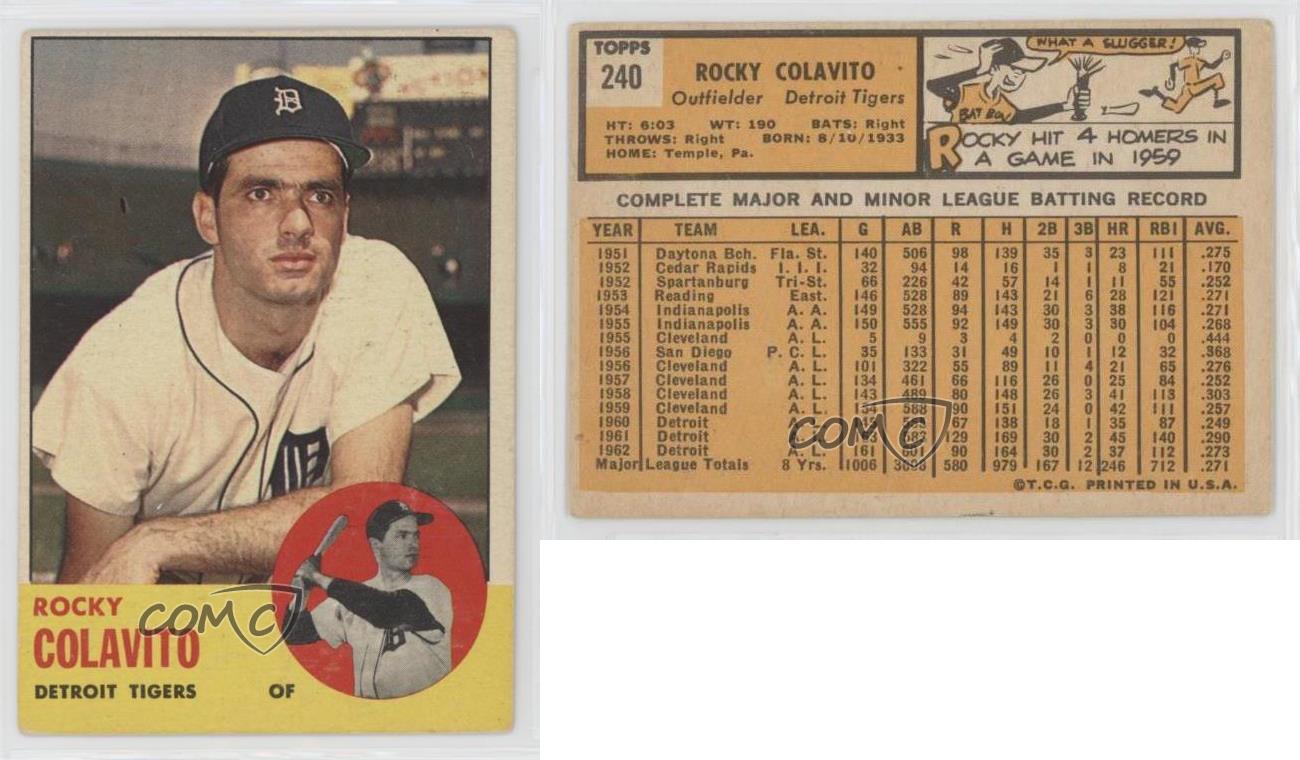 D
ROCKY
COLAVITO
DETROIT TIGERS OF
COMC
TOPPS
240
ROCKY COLAVITO
Outfielder Detroit Tigers
HT: 6:03 WT: 190 BATS: Right
THROWS: Right BORN: 8/10/1933
HOME: Temple, Pa.
WHAT A SLUGGER!
BAT BOY
ROCKY HIT 4 HOMERS IN
A GAME IN 1959
COMPLETE MAJOR AND MINOR LEAGUE BATTING RECORD
YEAR TEAM LEA. G AB R H 2B 3B HR RBI AVG.
1951 Daytona Bch. Fla. St. 140 506 98 139 35 3 23 111 .275
1952 Cedar Rapids I. I. I. 32 94 14 16 1 1 8 21 .170
1952 Spartanburg Tri-St. 66 226 42 57 14 1 11 55 .252
1953 Reading East. 146 528 89 143 21 6 28 121 .271
1954 Indianapolis A. A. 149 528 94 143 30 3 38 116 .271
1955 Indianapolis A. A. 150 555 92 149 30 3 30 104 .268
1955 Cleveland A. L. 5 9 3 4 2 0 0 0 .444
1956 San Diego P. C. L. 35 133 31 49 10 1 12 32 .368
1956 Cleveland A. L. 101 322 55 89 11 4 21 65 .276
1957 Cleveland A. L. 134 461 66 116 26 0 25 84 .252
1958 Cleveland A. L. 143 489 80 148 26 3 41 113 .303
1959 Cleveland A. L. 154 588 90 151 24 0 42 111 .257
1960 Detroit A. L. 67 138 18 1 35 87 .249
1961 Detroit A. L. 129 169 30 2 45 140 .290
1962 Detroit A. L. 161 601 90 164 30 2 37 112 .273
Major League Totals 8 Yrs. 1006 580 979 167 12 246 712 .271
©T.C.G. PRINTED IN U.S.A.
COMC